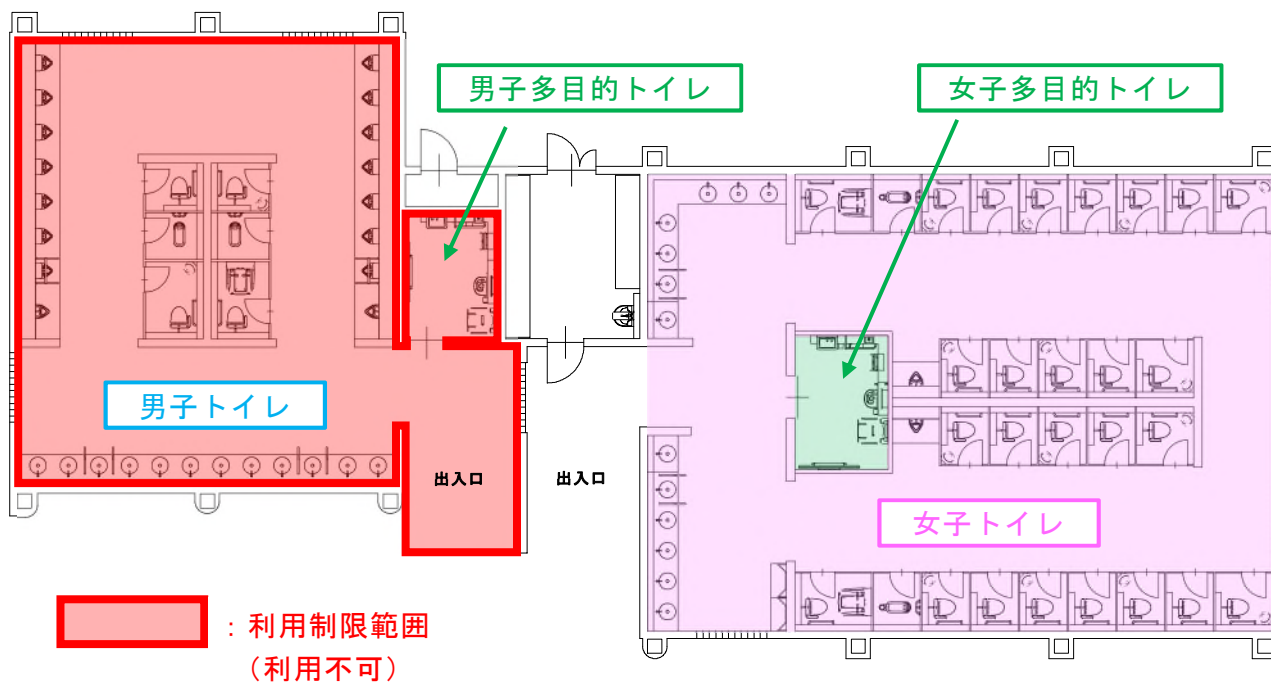 男子多目的トイレ
女子多目的トイレ
男子トイレ
出入口
出入口
女子トイレ
：利用制限範囲
（利用不可）